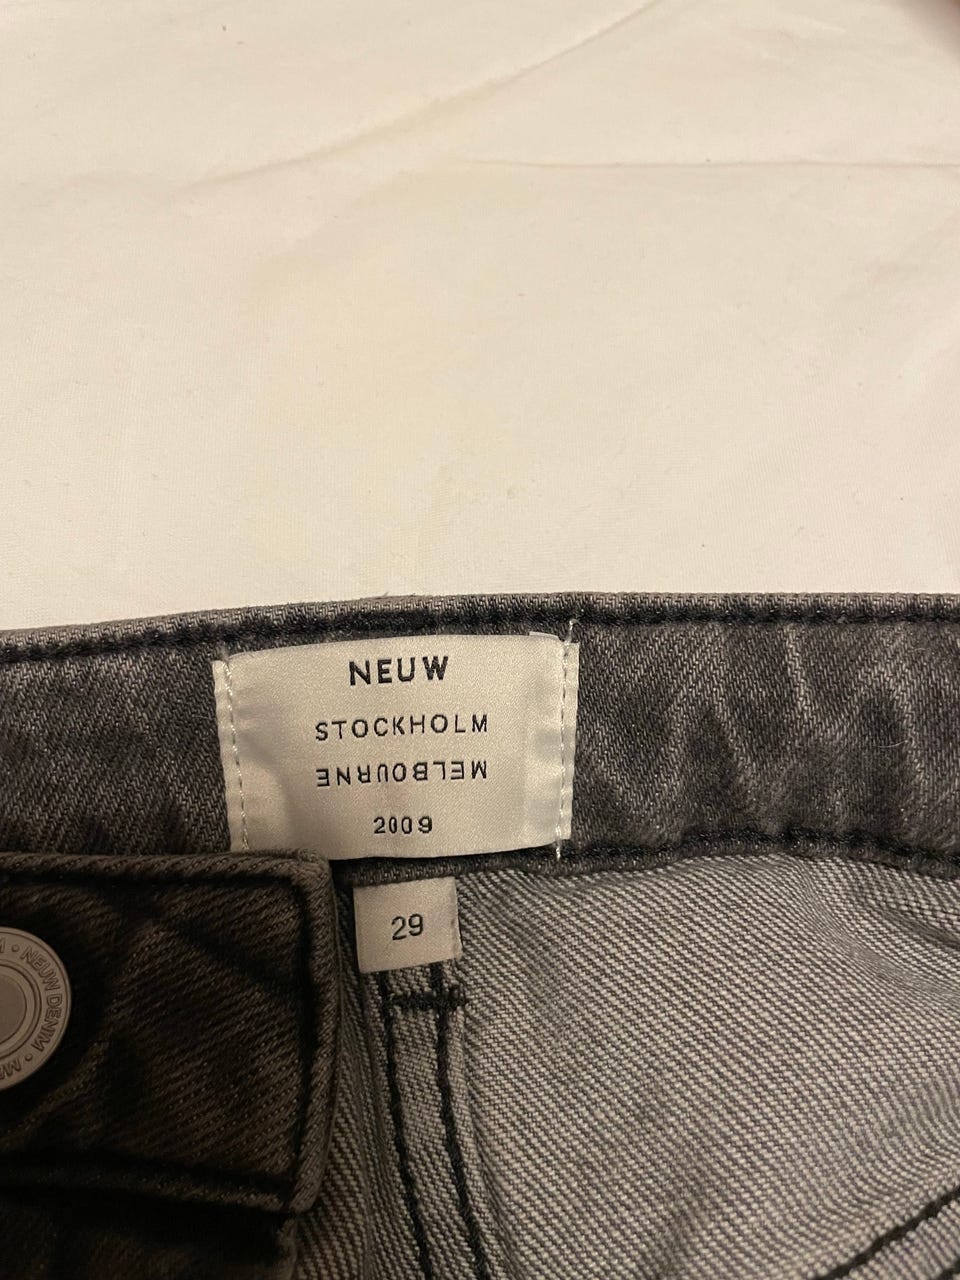 NEUW
STOCKHOLM
MELBOURNE
2009
29
NEUW DENIM